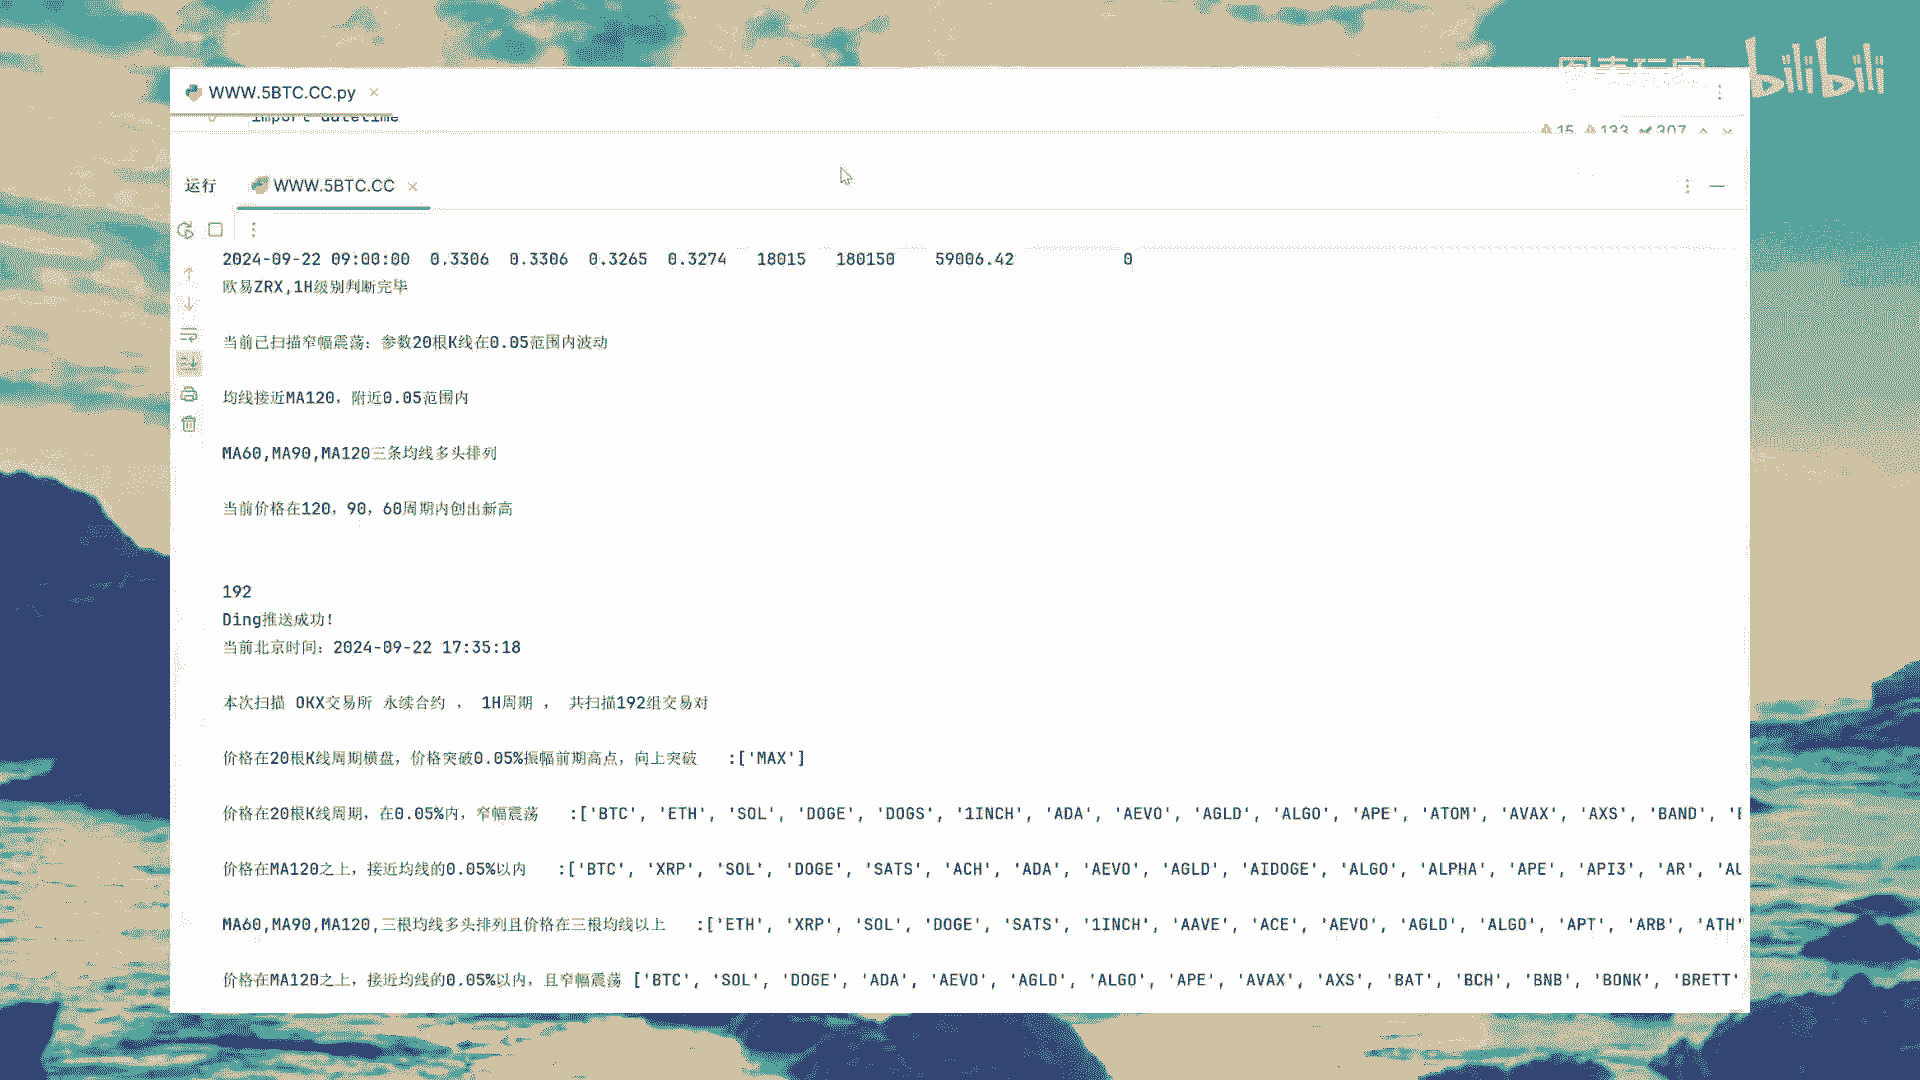 bilibili
WWW.5BTC.CC.py
import datetime
15 133 307
运行 WWW.5BTC.CC
2024-09-22 09:00:00 0.3306 0.3306 0.3265 0.3274 18015 180150 59006.42 0
欧易ZRX,1H级别判断完毕
当前已扫描窄幅震荡：参数20根K线在0.05范围内波动
均线接近MA120，附近0.05范围内
MA60,MA90,MA120三条均线多头排列
当前价格在120，90，60周期内创出新高
192
Ding推送成功！
当前北京时间：2024-09-22 17:35:18
本次扫描 OKX交易所 永续合约 ， 1H周期 ， 共扫描192组交易对
价格在20根K线周期横盘，价格突破0.05%振幅前期高点，向上突破 :['MAX']
价格在20根K线周期，在0.05%内，窄幅震荡 :['BTC', 'ETH', 'SOL', 'DOGE', 'DOGS', '1INCH', 'ADA', 'AEVO', 'AGLD', 'ALGO', 'APE', 'ATOM', 'AVAX', 'AXS', 'BAND',
价格在MA120之上，接近均线的0.05%以内 :['BTC', 'XRP', 'SOL', 'DOGE', 'SATS', 'ACH', 'ADA', 'AEVO', 'AGLD', 'AIDOGE', 'ALGO', 'ALPHA', 'APE', 'API3', 'AR',
MA60,MA90,MA120,三根均线多头排列且价格在三根均线以上 :['ETH', 'XRP', 'SOL', 'DOGE', 'SATS', '1INCH', 'AAVE', 'ACE', 'AEVO', 'AGLD', 'ALGO', 'APT', 'ARB', 'ATH'
价格在MA120之上，接近均线的0.05%以内，且窄幅震荡 ['BTC', 'SOL', 'DOGE', 'ADA', 'AEVO', 'AGLD', 'ALGO', 'APE', 'AVAX', 'AXS', 'BAT', 'BCH', 'BNB', 'BONK', 'BRETT'